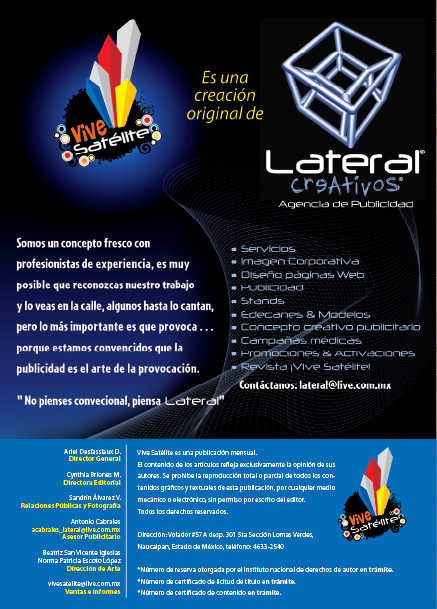 Vive
Satélite
Es una
creación
original de
Lateral®
creativos®
Agencia de Publicidad
Somos un concepto fresco con
profesionistas de experiencia, es muy
posible que reconozcas nuestro trabajo
y lo veas en la calle, algunos hasta lo cantan,
pero lo más importante es que provoca . . .
porque estamos convencidos que la
publicidad es el arte de la provocación.
" No pienses convecional, piensa Lateral"
Servicios
Imagen Corporativa
Diseño páginas Web
Publicidad
Stands
Edecanes & Modelos
Concepto creativo publicitario
Campañas médicas
Promociones & Activaciones
Revista ¡Vive Satélite!
Contáctanos: lateral@live.com.mx
Ariel Desfassiaux D.
Director General
Cynthia Briones M.
Directora Editorial
Sandrin Álvarez V.
Relaciones Públicas y Fotografía
Antonio Cabrales
acabrales_lateral@live.com.mx
Asesor Publicitario
Beatriz San Vicente Iglesias
Norma Patricia Escoto López
Dirección de Arte
vivesatelite@live.com.mx
Ventas e Informes
Vive Satélite es una publicación mensual.
El contenido de los artículos refleja exclusivamente la opinión de sus
autores. Se prohibe la reproducción total o parcial de todos los con-
tenidos gráficos y textuales de esta publicación, por cualquier medio
mecánico o electrónico, sin permiso por escrito del editor.
Todos los derechos reservados.
Dirección: Volador #57 A desp. 301 5ta Sección Lomas Verdes,
Naucalpan, Estado de México, teléfono: 4633-2540
*Número de reserva otorgada por el Instituto nacional de derechos de autor en trámite.
*Número de certificado de licitud de título en trámite.
*Número de certificado de contenido en trámite.
Vive
Satélite